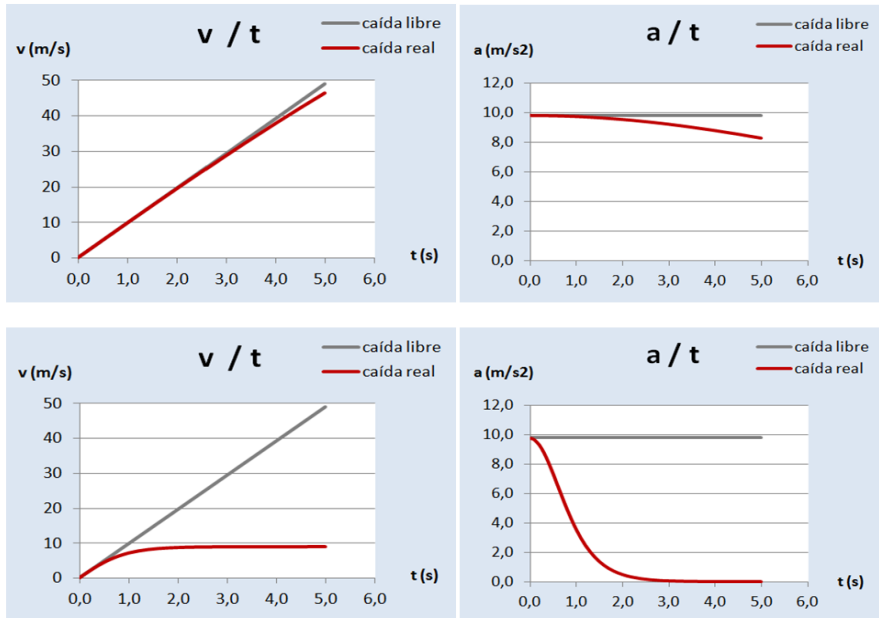 v / t
caída libre
caída real
v (m/s)
50
40
30
20
10
0
0,0 1,0 2,0 3,0 4,0 5,0 6,0
t (s)
a / t
caída libre
caída real
a (m/s2)
12,0
10,0
8,0
6,0
4,0
2,0
0,0
0,0 1,0 2,0 3,0 4,0 5,0 6,0
t (s)
v / t
caída libre
caída real
v (m/s)
50
40
30
20
10
0
0,0 1,0 2,0 3,0 4,0 5,0 6,0
t (s)
a / t
caída libre
caída real
a (m/s2)
12,0
10,0
8,0
6,0
4,0
2,0
0,0
0,0 1,0 2,0 3,0 4,0 5,0 6,0
t (s)